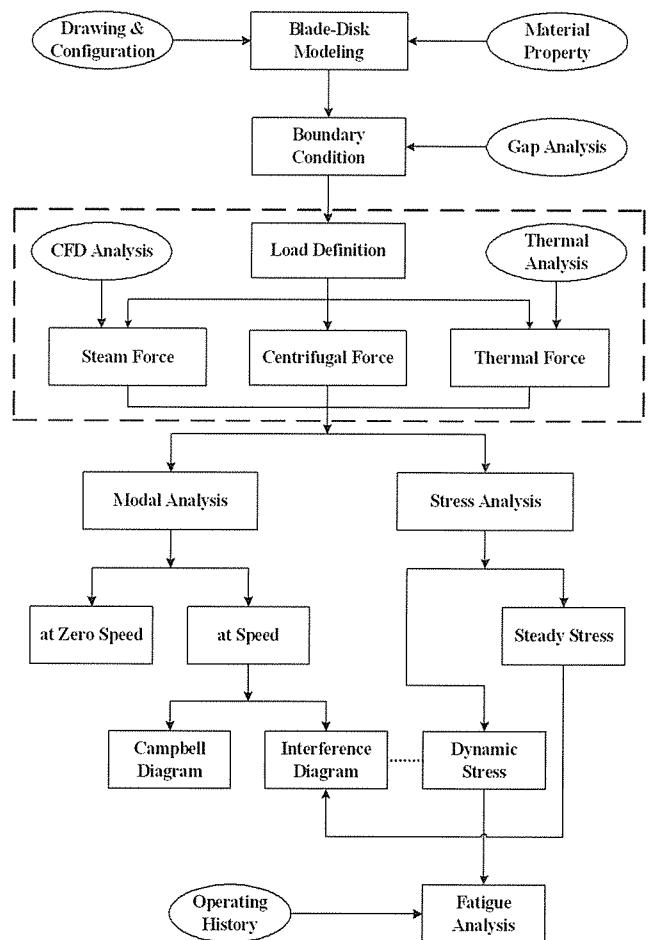 Drawing &
Configuration
Blade-Disk
Modeling
Material
Property
Boundary
Condition
Gap Analysis
CFD Analysis
Load Definition
Thermal
Analysis
Steam Force
Centrifugal Force
Thermal Force
Modal Analysis
Stress Analysis
at Zero Speed
at Speed
Steady Stress
Campbell
Diagram
Interference
Diagram
Dynamic
Stress
Operating
History
Fatigue
Analysis